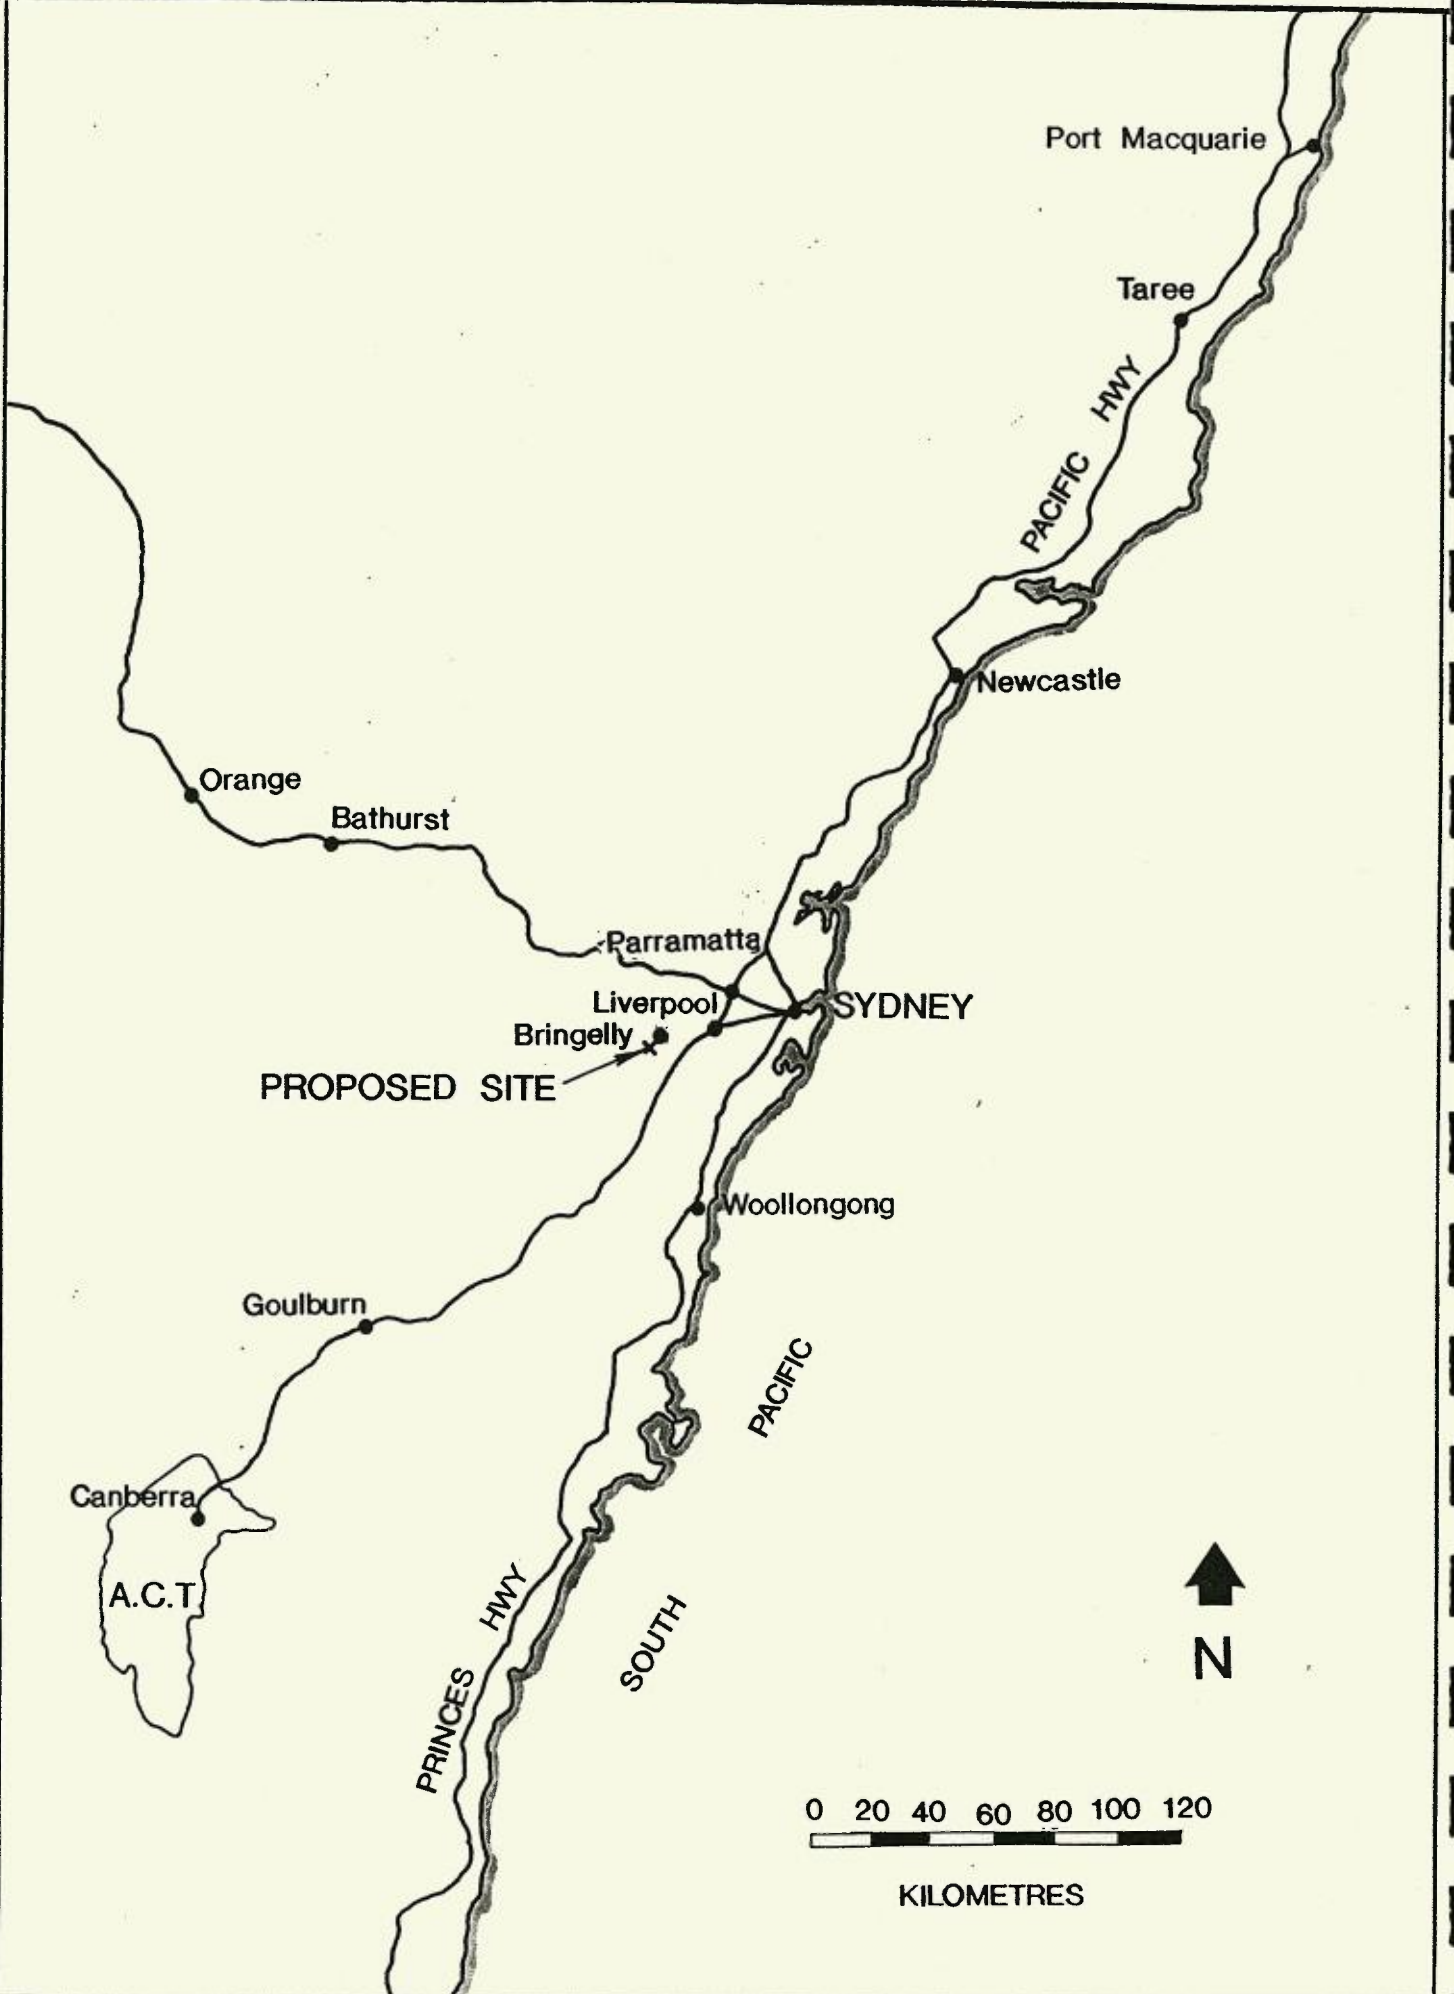 Port Macquarie
Taree
PACIFIC HWY
Newcastle
Orange
Bathurst
Parramatta
Liverpool
SYDNEY
Bringelly
PROPOSED SITE
Woollongong
Goulburn
SOUTH PACIFIC
Canberra
A.C.T
PRINCES HWY
N
0 20 40 60 80 100 120
KILOMETRES